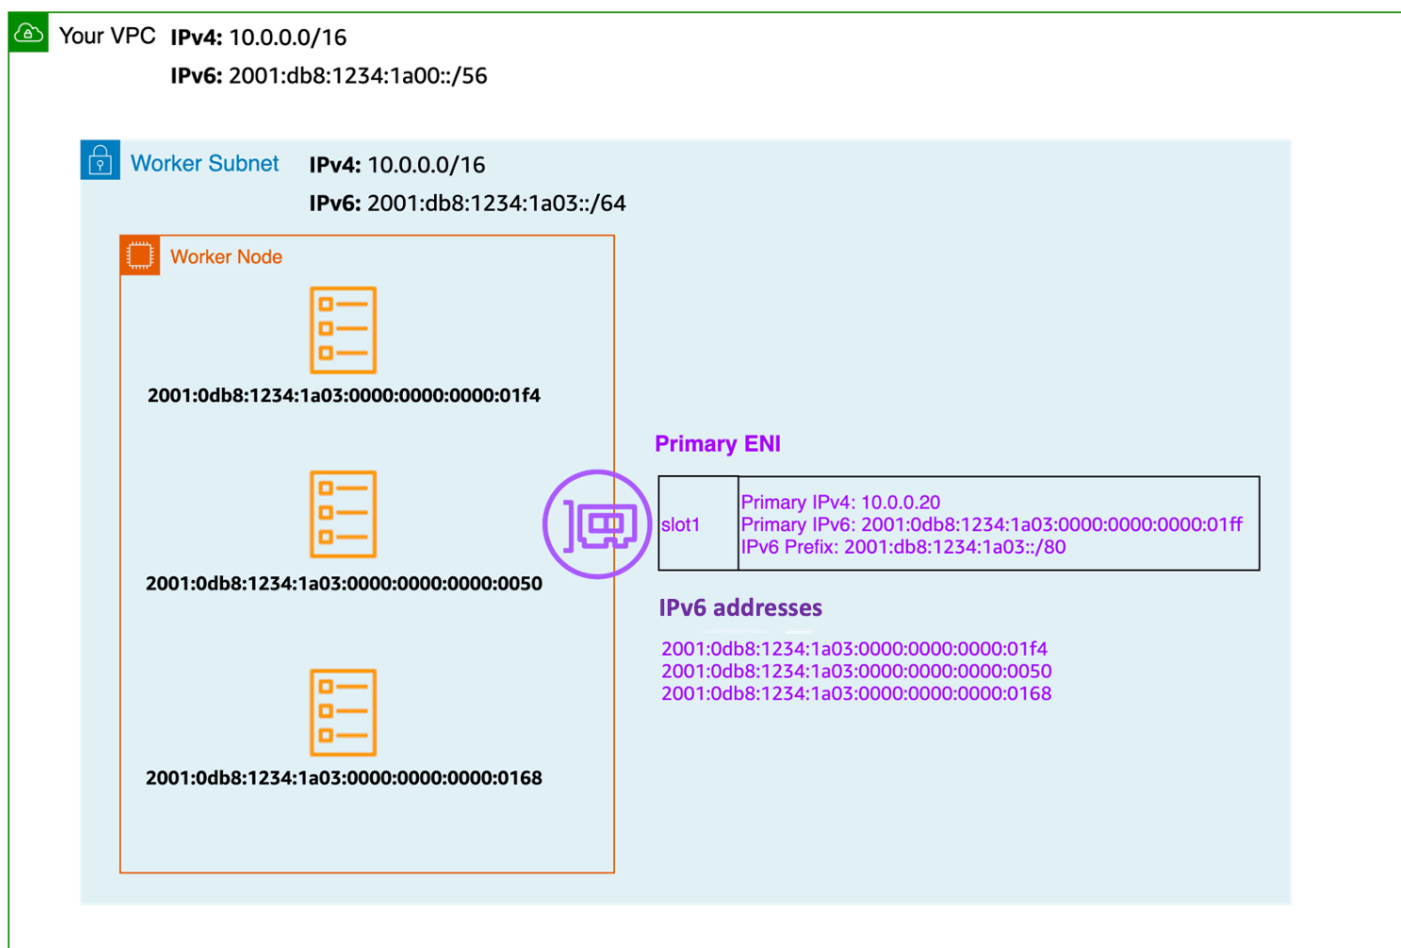 Your VPC IPv4: 10.0.0.0/16
IPv6: 2001:db8:1234:1a00::/56
Worker Subnet IPv4: 10.0.0.0/16
IPv6: 2001:db8:1234:1a03::/64
Worker Node
2001:0db8:1234:1a03:0000:0000:0000:01f4
2001:0db8:1234:1a03:0000:0000:0000:0050
2001:0db8:1234:1a03:0000:0000:0000:0168
Primary ENI
slot1
Primary IPv4: 10.0.0.20
Primary IPv6: 2001:0db8:1234:1a03:0000:0000:0000:01ff
IPv6 Prefix: 2001:db8:1234:1a03::/80
IPv6 addresses
2001:0db8:1234:1a03:0000:0000:0000:01f4
2001:0db8:1234:1a03:0000:0000:0000:0050
2001:0db8:1234:1a03:0000:0000:0000:0168